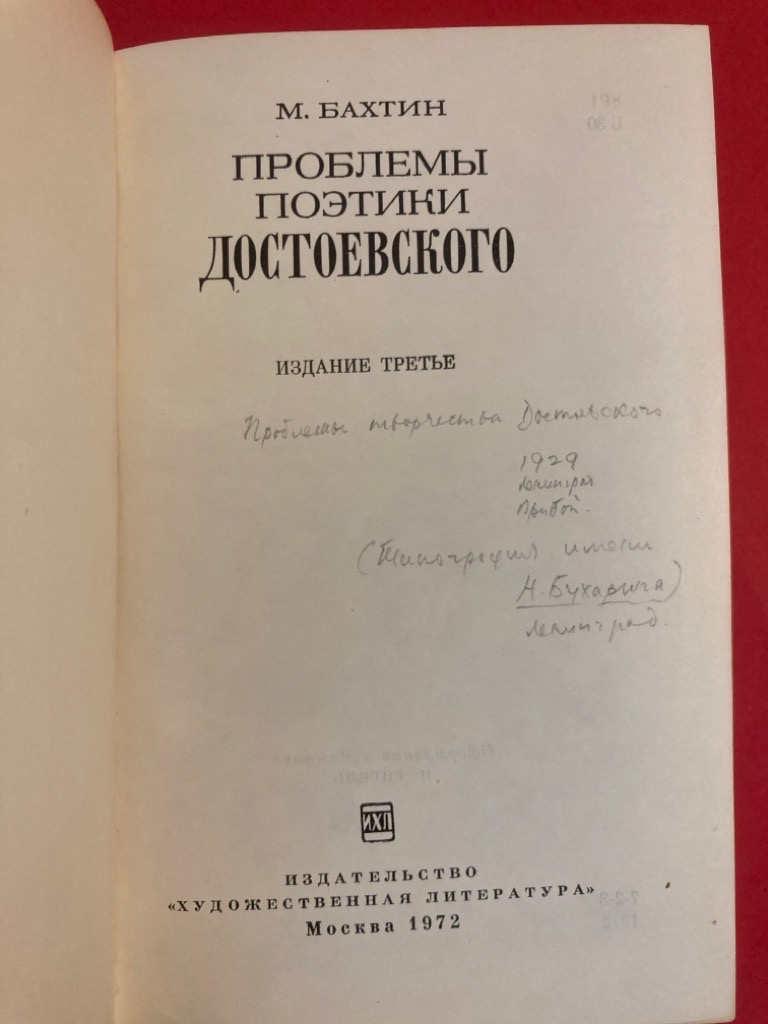 М. БАХТИН
ПРОБЛЕМЫ
ПОЭТИКИ
ДОСТОЕВСКОГО
ИЗДАНИЕ ТРЕТЬЕ
Проблемы творчества Достоевского
1929
Ленинград
Прибой.
(Типография имени
Н. Бухарина)
Ленинград.
ИХЛ
ИЗДАТЕЛЬСТВО
«ХУДОЖЕСТВЕННАЯ ЛИТЕРАТУРА»
Москва 1972